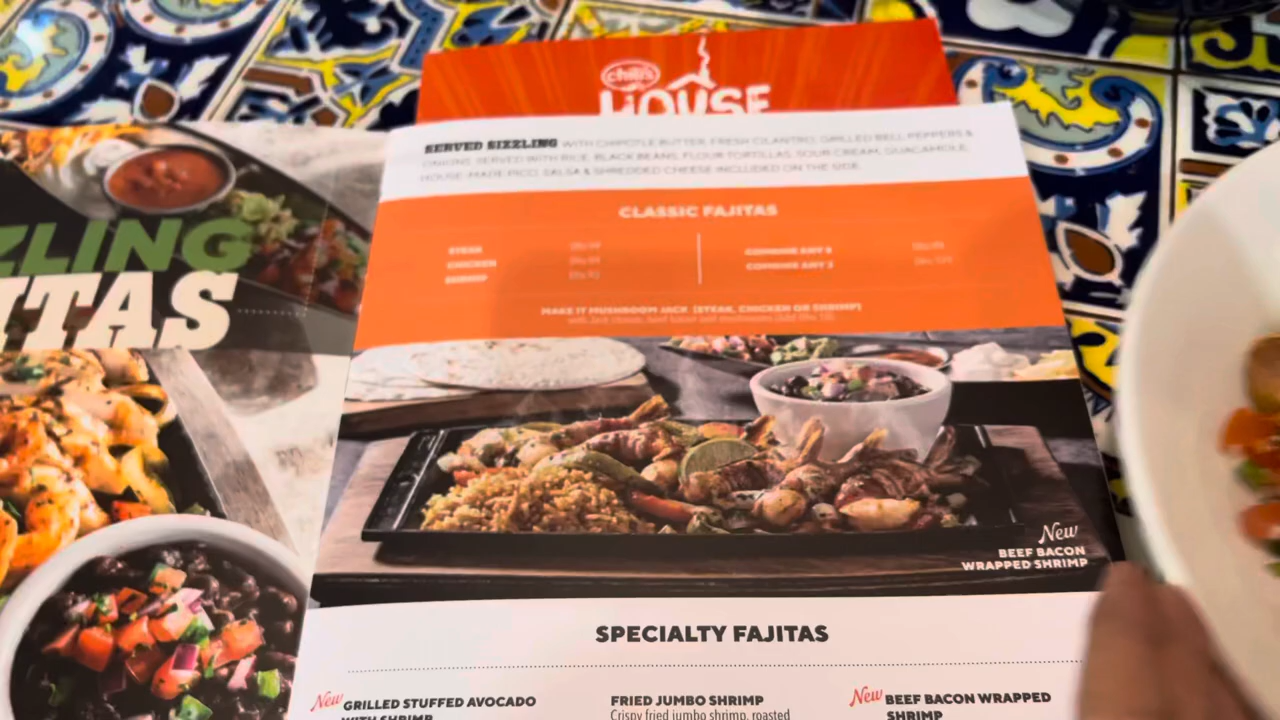 chili's
HOUSE
SERVED SIZZLING WITH CHIPOTLE BUTTER, FRESH CILANTRO, GRILLED BELL PEPPERS &
ONIONS. SERVED WITH RICE, BLACK BEANS, FLOUR TORTILLAS, SOUR CREAM, GUACAMOLE,
HOUSE-MADE PICO, SALSA & SHREDDED CHEESE INCLUDED ON THE SIDE.
ZLING
ITAS
CLASSIC FAJITAS
STEAK
CHICKEN
SHRIMP
COMBINE ANY 2
COMBINE ANY 3
MAKE IT MUSHROOM JACK (STEAK, CHICKEN OR SHRIMP)
New
BEEF BACON
WRAPPED SHRIMP
SPECIALTY FAJITAS
New GRILLED STUFFED AVOCADO
WITH SHRIMP
FRIED JUMBO SHRIMP
Crispy fried jumbo shrimp, roasted
New BEEF BACON WRAPPED
SHRIMP